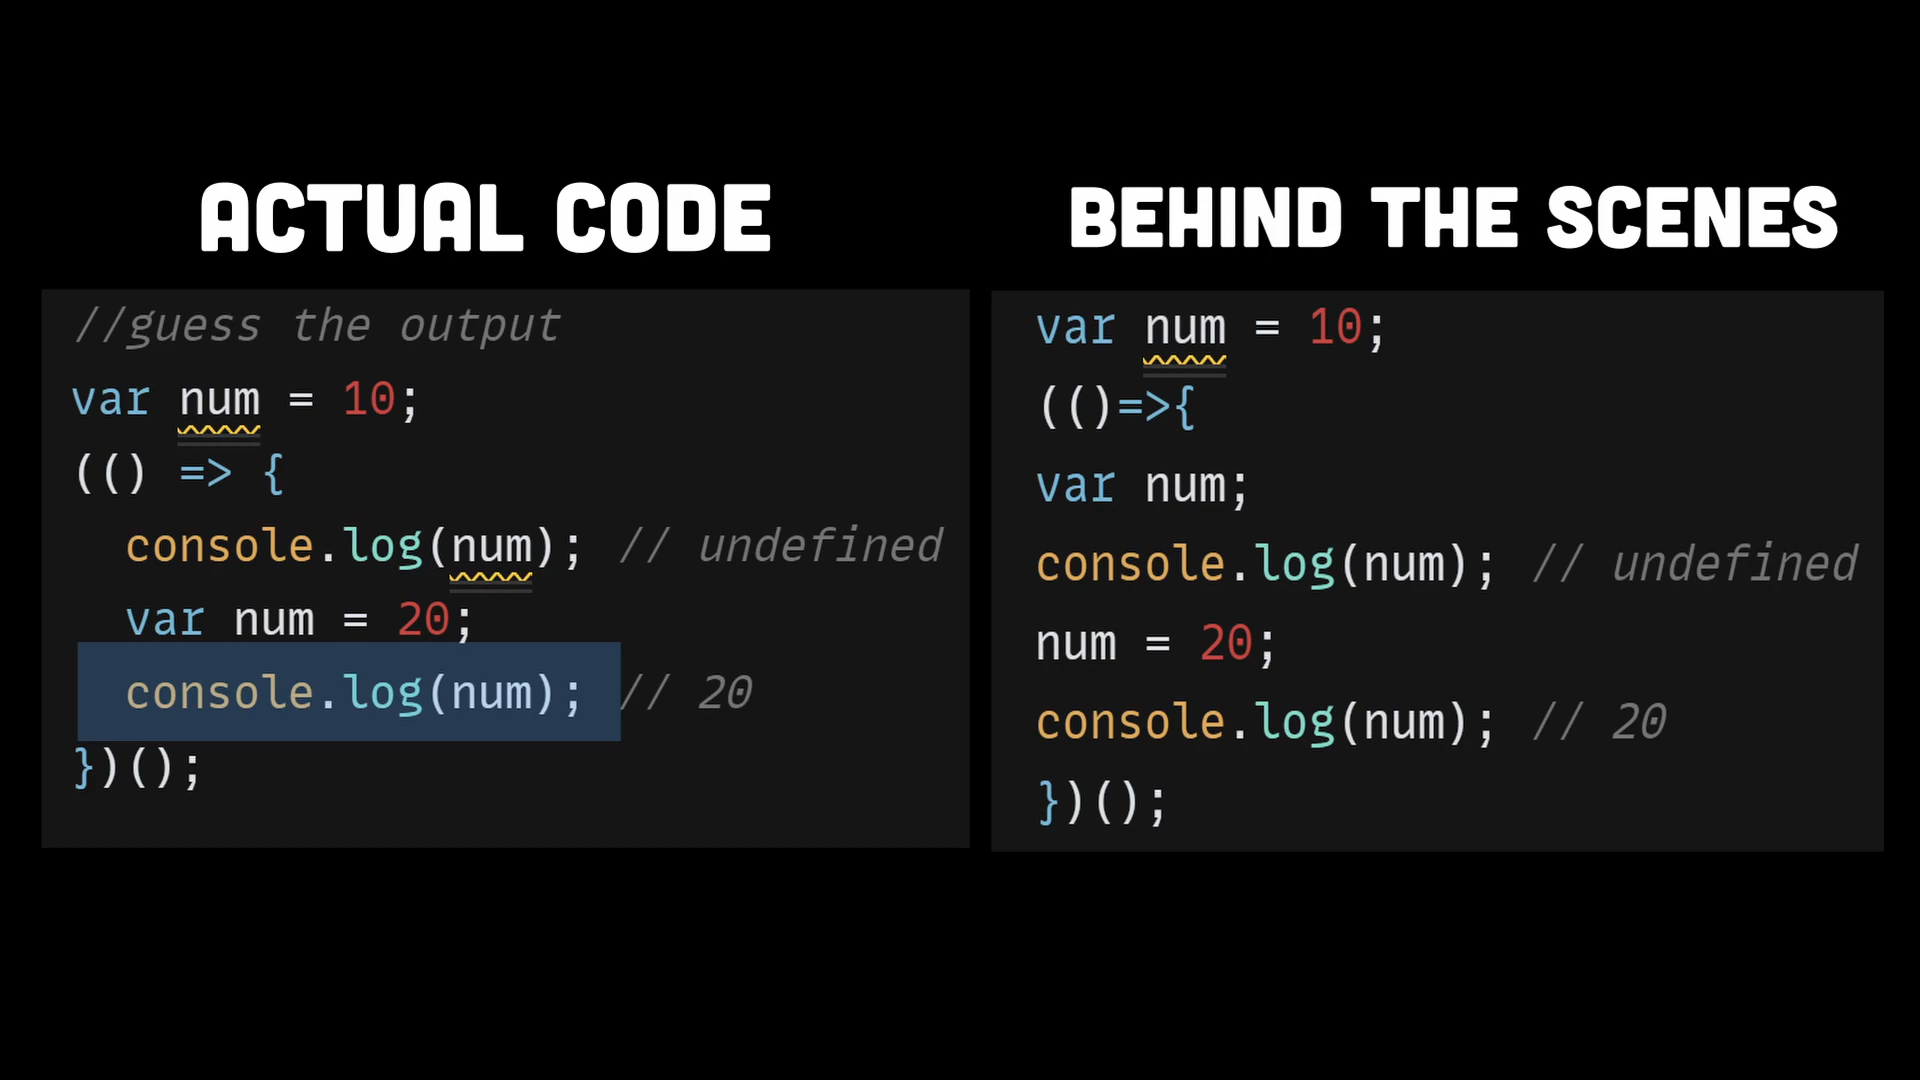 ACTUAL CODE
//guess the output
var num = 10;
(() => {
console.log(num); // undefined
var num = 20;
console.log(num); // 20
})();
BEHIND THE SCENES
var num = 10;
(()=>{
var num;
console.log(num); // undefined
num = 20;
console.log(num); // 20
})();